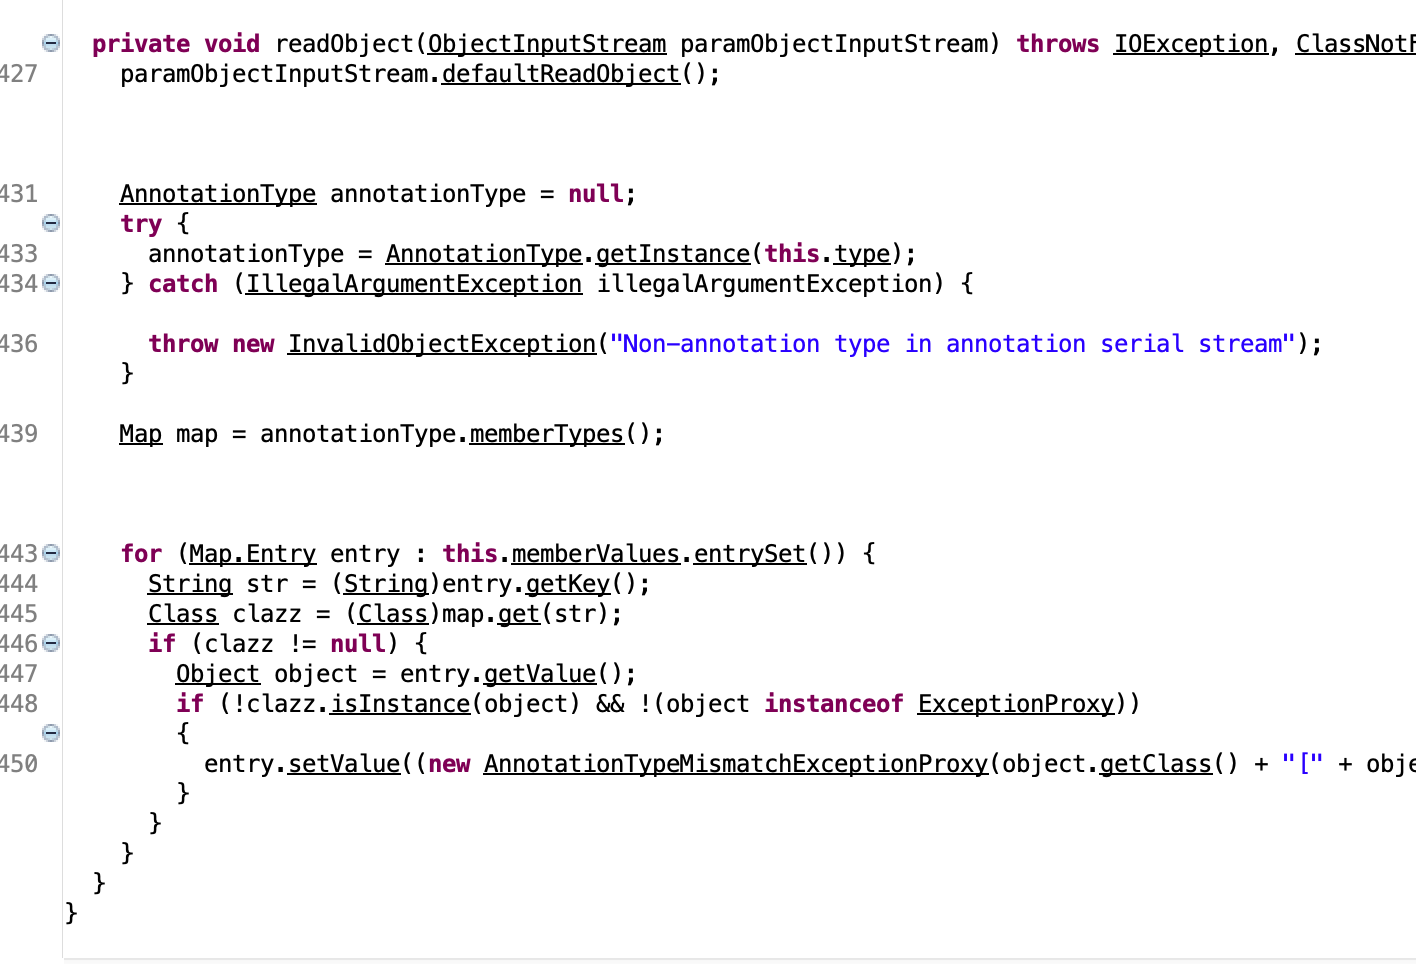 private void readObject(ObjectInputStream paramObjectInputStream) throws IOException, ClassNotF
427 paramObjectInputStream.defaultReadObject();
431 AnnotationType annotationType = null;
try {
433 annotationType = AnnotationType.getInstance(this.type);
434 } catch (IllegalArgumentException illegalArgumentException) {
436 throw new InvalidObjectException("Non-annotation type in annotation serial stream");
}
439 Map map = annotationType.memberTypes();
443 for (Map.Entry entry : this.memberValues.entrySet()) {
444 String str = (String)entry.getKey();
445 Class clazz = (Class)map.get(str);
446 if (clazz != null) {
447 Object object = entry.getValue();
448 if (!clazz.isInstance(object) && !(object instanceof ExceptionProxy))
{
450 entry.setValue((new AnnotationTypeMismatchExceptionProxy(object.getClass() + "[" + obje
}
}
}
}
}